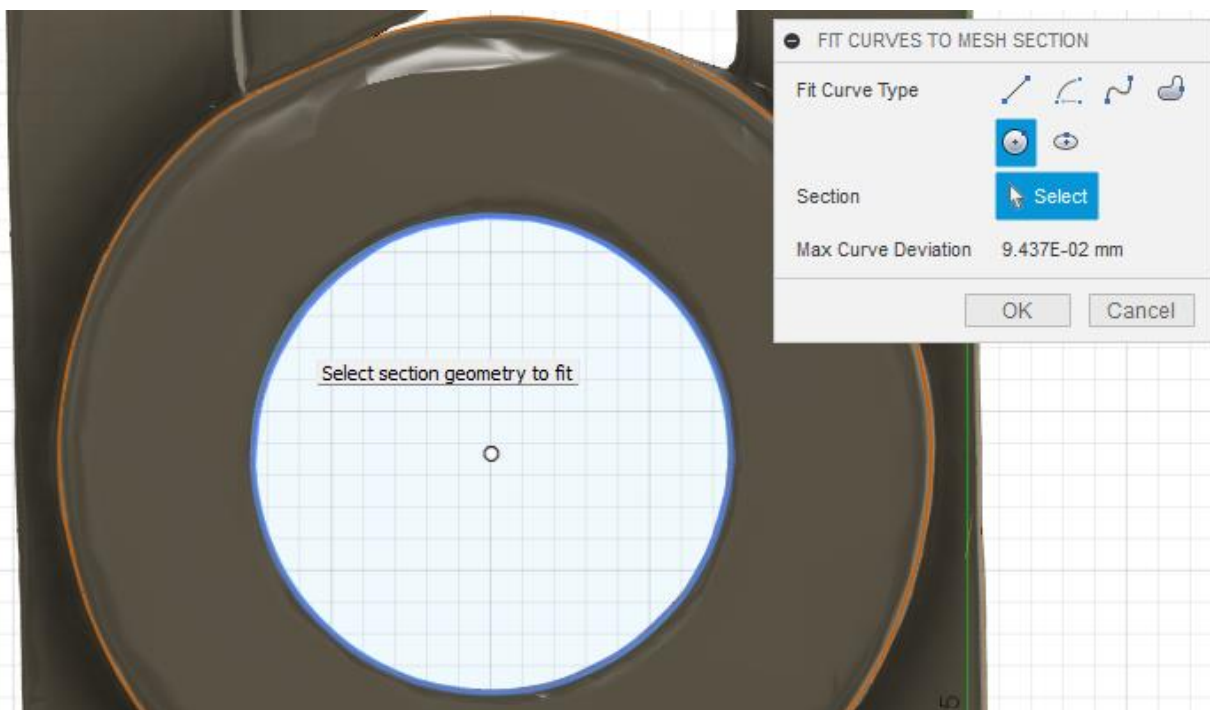 FIT CURVES TO MESH SECTION
Fit Curve Type
Section
Select
Max Curve Deviation 9.437E-02 mm
OK Cancel
Select section geometry to fit
5